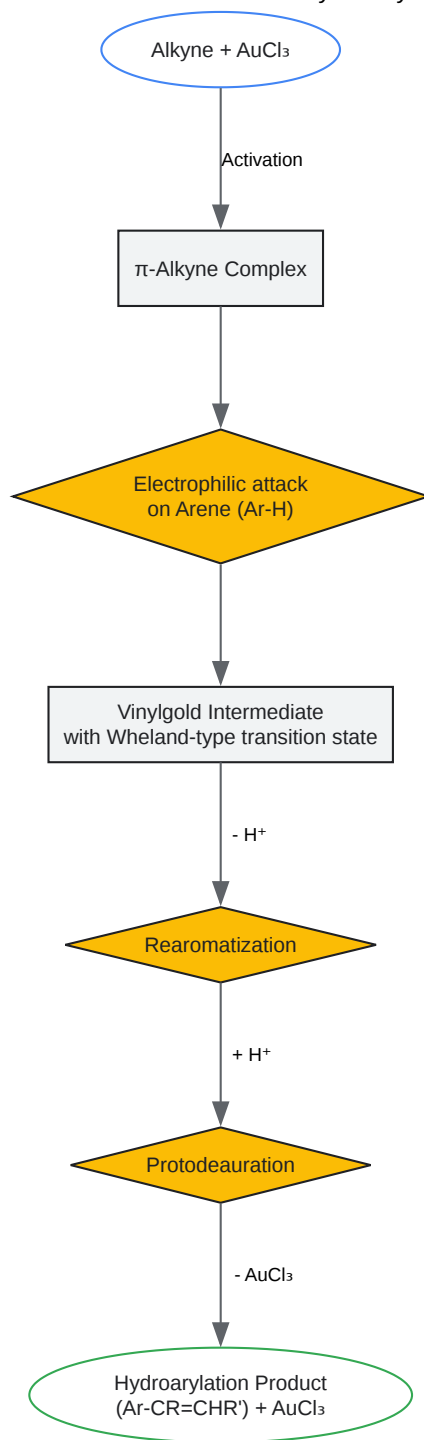 Alkyne + AuCl₃
Activation
π-Alkyne Complex
Electrophilic attack
on Arene (Ar-H)
Vinylgold Intermediate
with Wheland-type transition state
- H⁺
Rearomatization
+ H⁺
Protodeauration
- AuCl₃
Hydroarylation Product
(Ar-CR=CHR') + AuCl₃